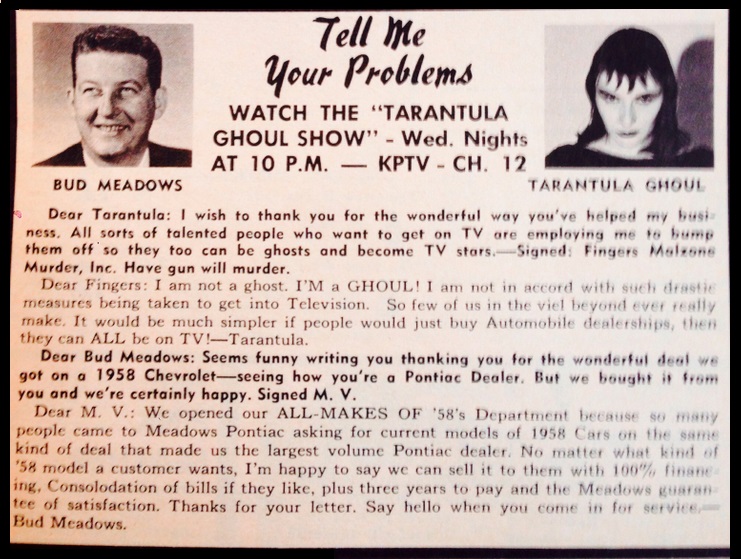 Tell Me
Your Problems
WATCH THE "TARANTULA
GHOUL SHOW" - Wed. Nights
AT 10 P.M. — KPTV - CH. 12
BUD MEADOWS
TARANTULA GHOUL
Dear Tarantula: I wish to thank you for the wonderful way you've helped my busi-
ness. All sorts of talented people who want to get on TV are employing me to bump
them off so they too can be ghosts and become TV stars.—Signed: Fingers Malzone
Murder, Inc. Have gun will murder.
Dear Fingers: I am not a ghost. I'M a GHOUL! I am not in accord with such drastic
measures being taken to get into Television. So few of us in the viel beyond ever really
make. It would be much simpler if people would just buy Automobile dealerships, then
they can ALL be on TV!—Tarantula.
Dear Bud Meadows: Seems funny writing you thanking you for the wonderful deal we
got on a 1958 Chevrolet—seeing how you're a Pontiac Dealer. But we bought it from
you and we're certainly happy. Signed M. V.
Dear M. V.: We opened our ALL-MAKES OF '58's Department because so many
people came to Meadows Pontiac asking for current models of 1958 Cars on the same
kind of deal that made us the largest volume Pontiac dealer. No matter what kind of
'58 model a customer wants, I'm happy to say we can sell it to them with 100% financ-
ing, Consolodation of bills if they like, plus three years to pay and the Meadows guaran-
tee of satisfaction. Thanks for your letter. Say hello when you come in for service.—
Bud Meadows.